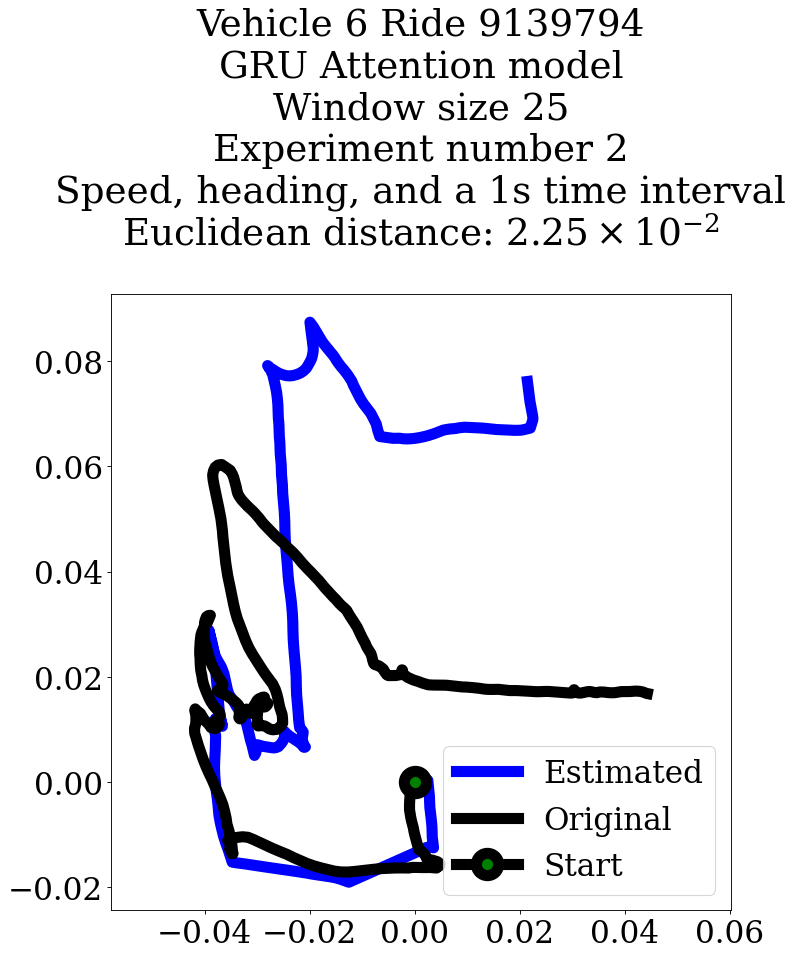 Vehicle 6 Ride 9139794
GRU Attention model
Window size 25
Experiment number 2
Speed, heading, and a 1s time interval
Euclidean distance: 2.25 × 10⁻²
0.08
0.06
0.04
0.02
0.00
−0.02
−0.04 −0.02 0.00 0.02 0.04 0.06
Estimated
Original
Start